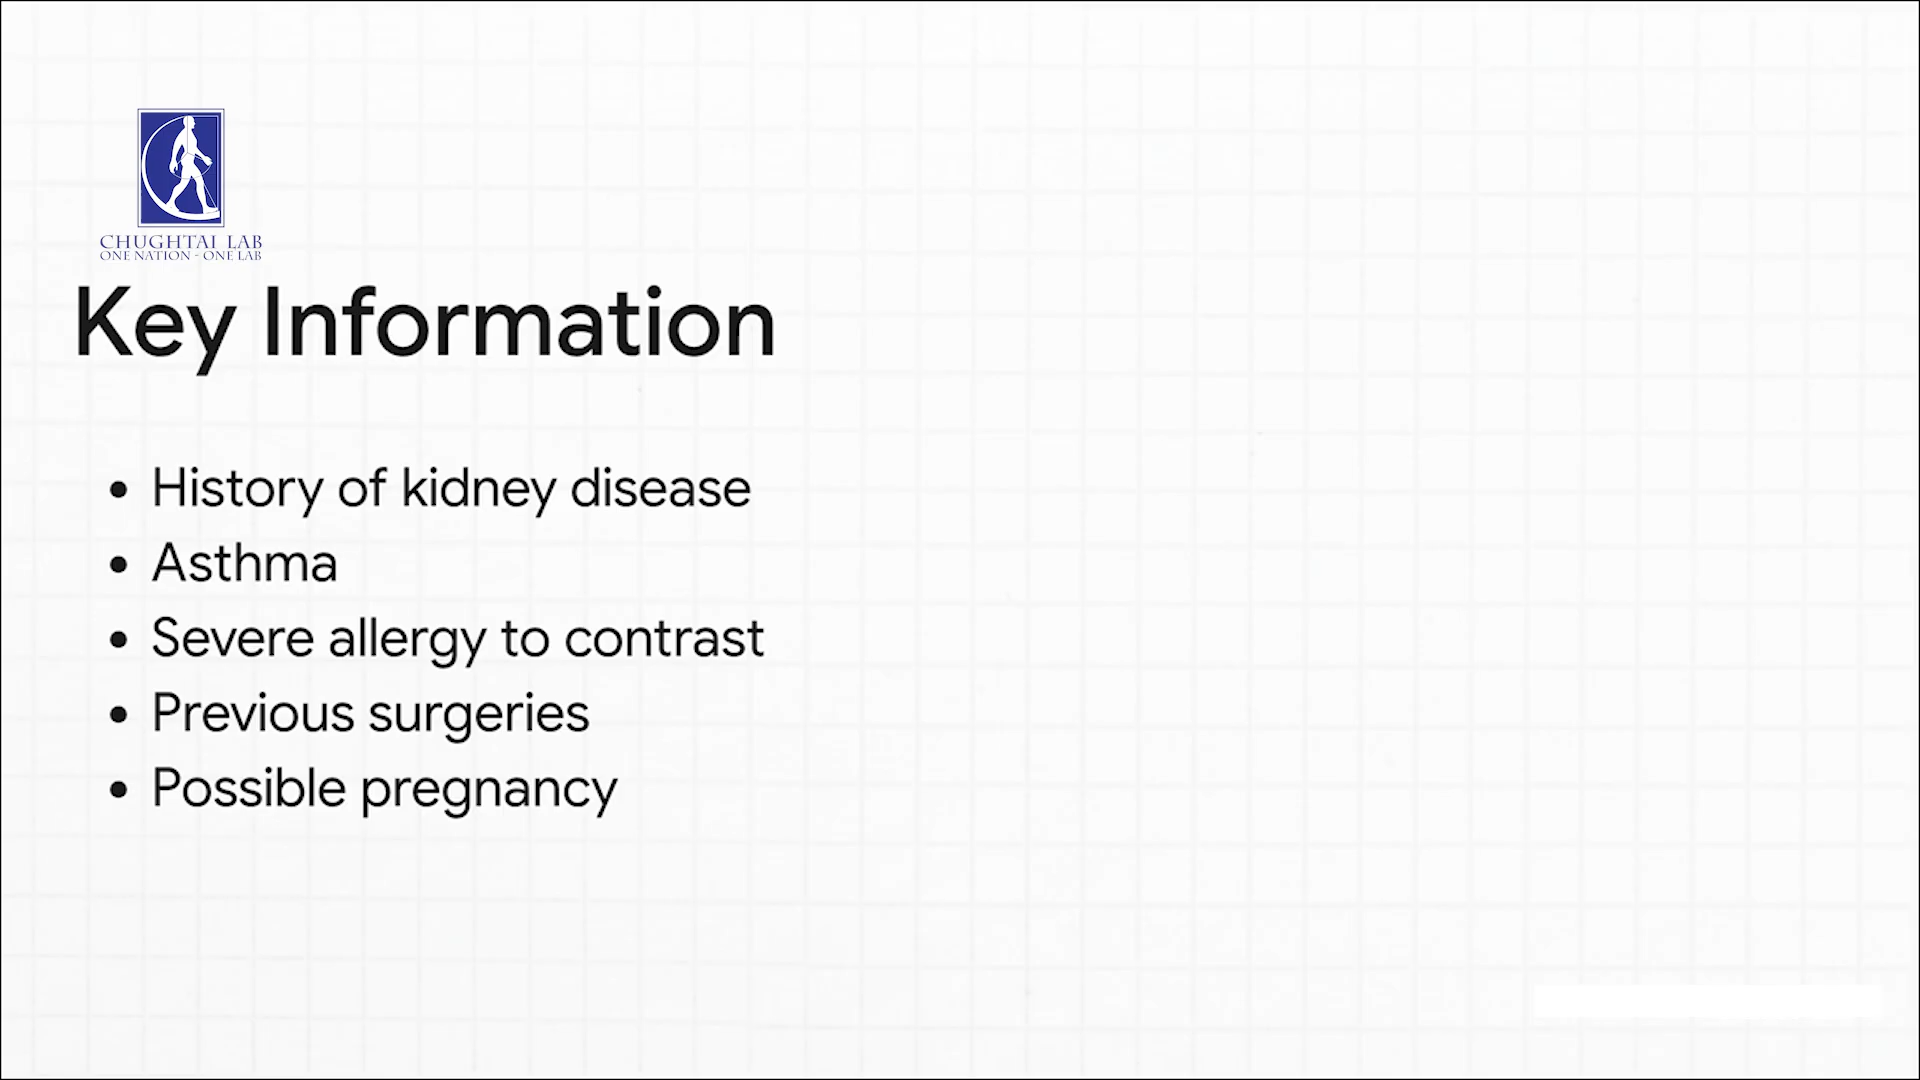 CHUGHTAI LAB
ONE NATION - ONE LAB
Key Information
• History of kidney disease
• Asthma
• Severe allergy to contrast
• Previous surgeries
• Possible pregnancy